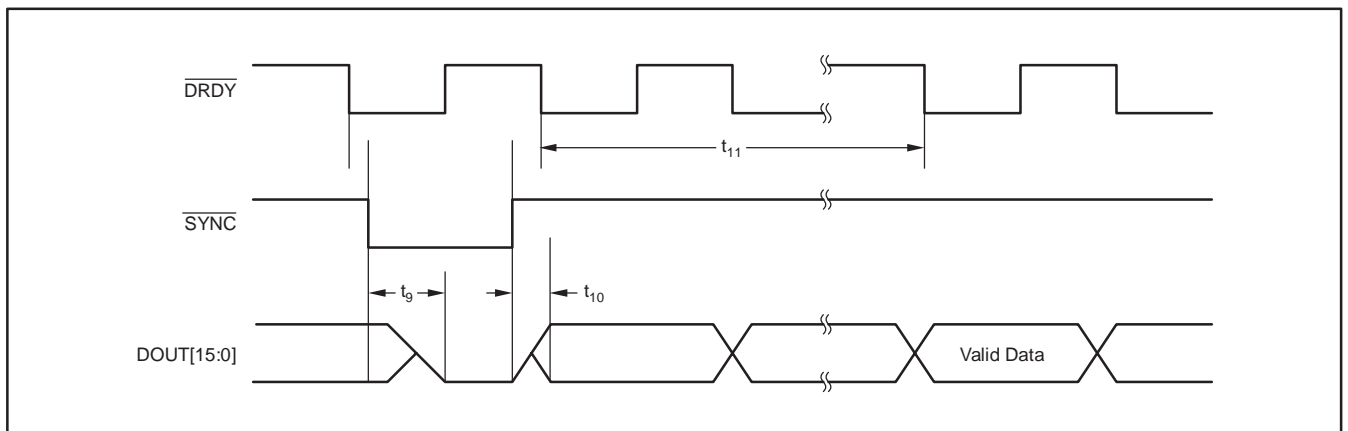 DRDY
t11
SYNC
t9
t10
DOUT[15:0]
Valid Data